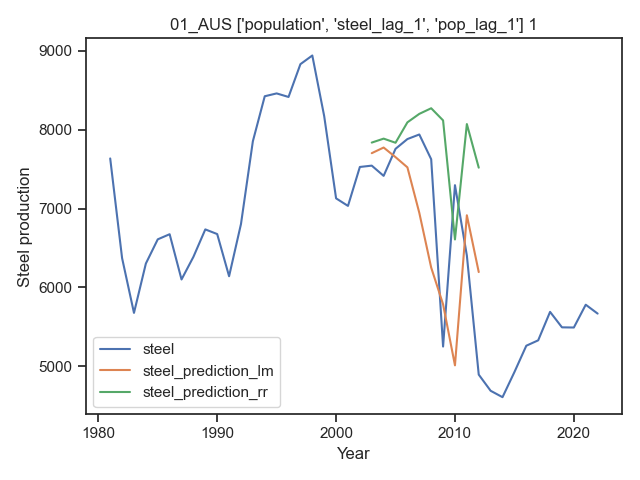 01_AUS ['population', 'steel_lag_1', 'pop_lag_1'] 1
9000
8000
7000
6000
5000
Steel production
steel
steel_prediction_lm
steel_prediction_rr
1980 1990 2000 2010 2020
Year